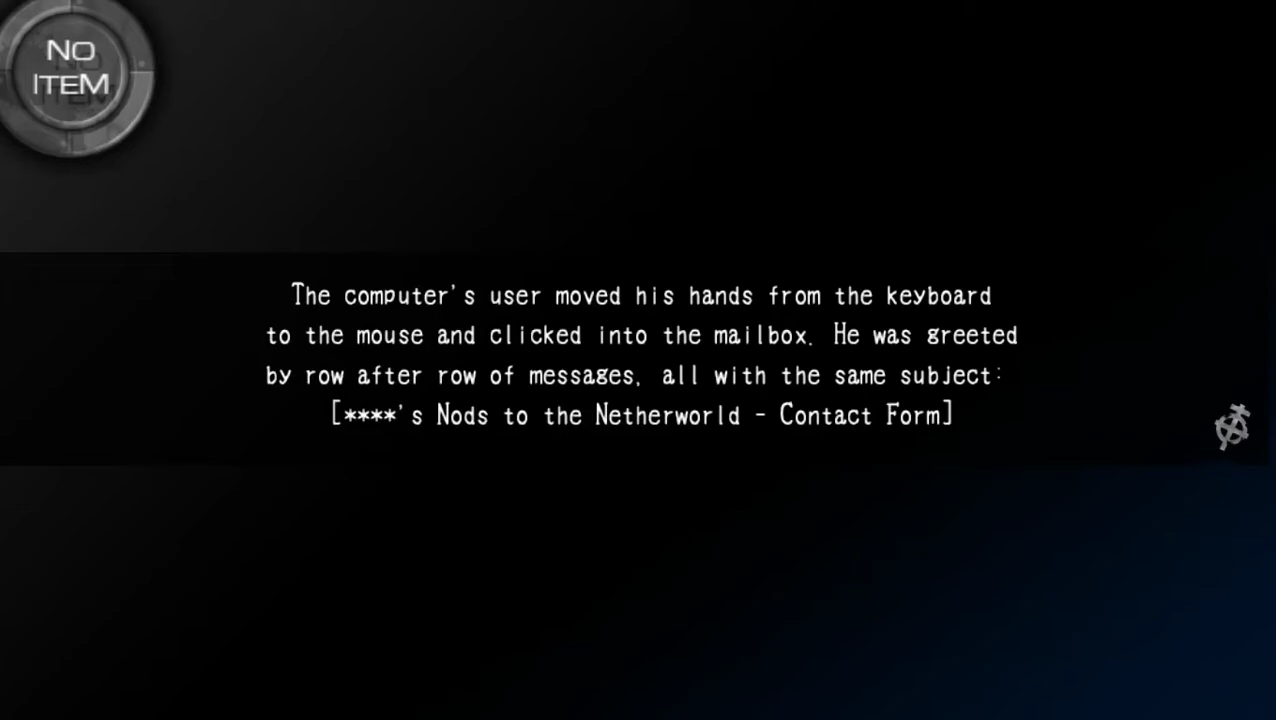 NO
ITEM
The computer's user moved his hands from the keyboard
to the mouse and clicked into the mailbox. He was greeted
by row after row of messages, all with the same subject:
[****'s Nods to the Netherworld - Contact Form]